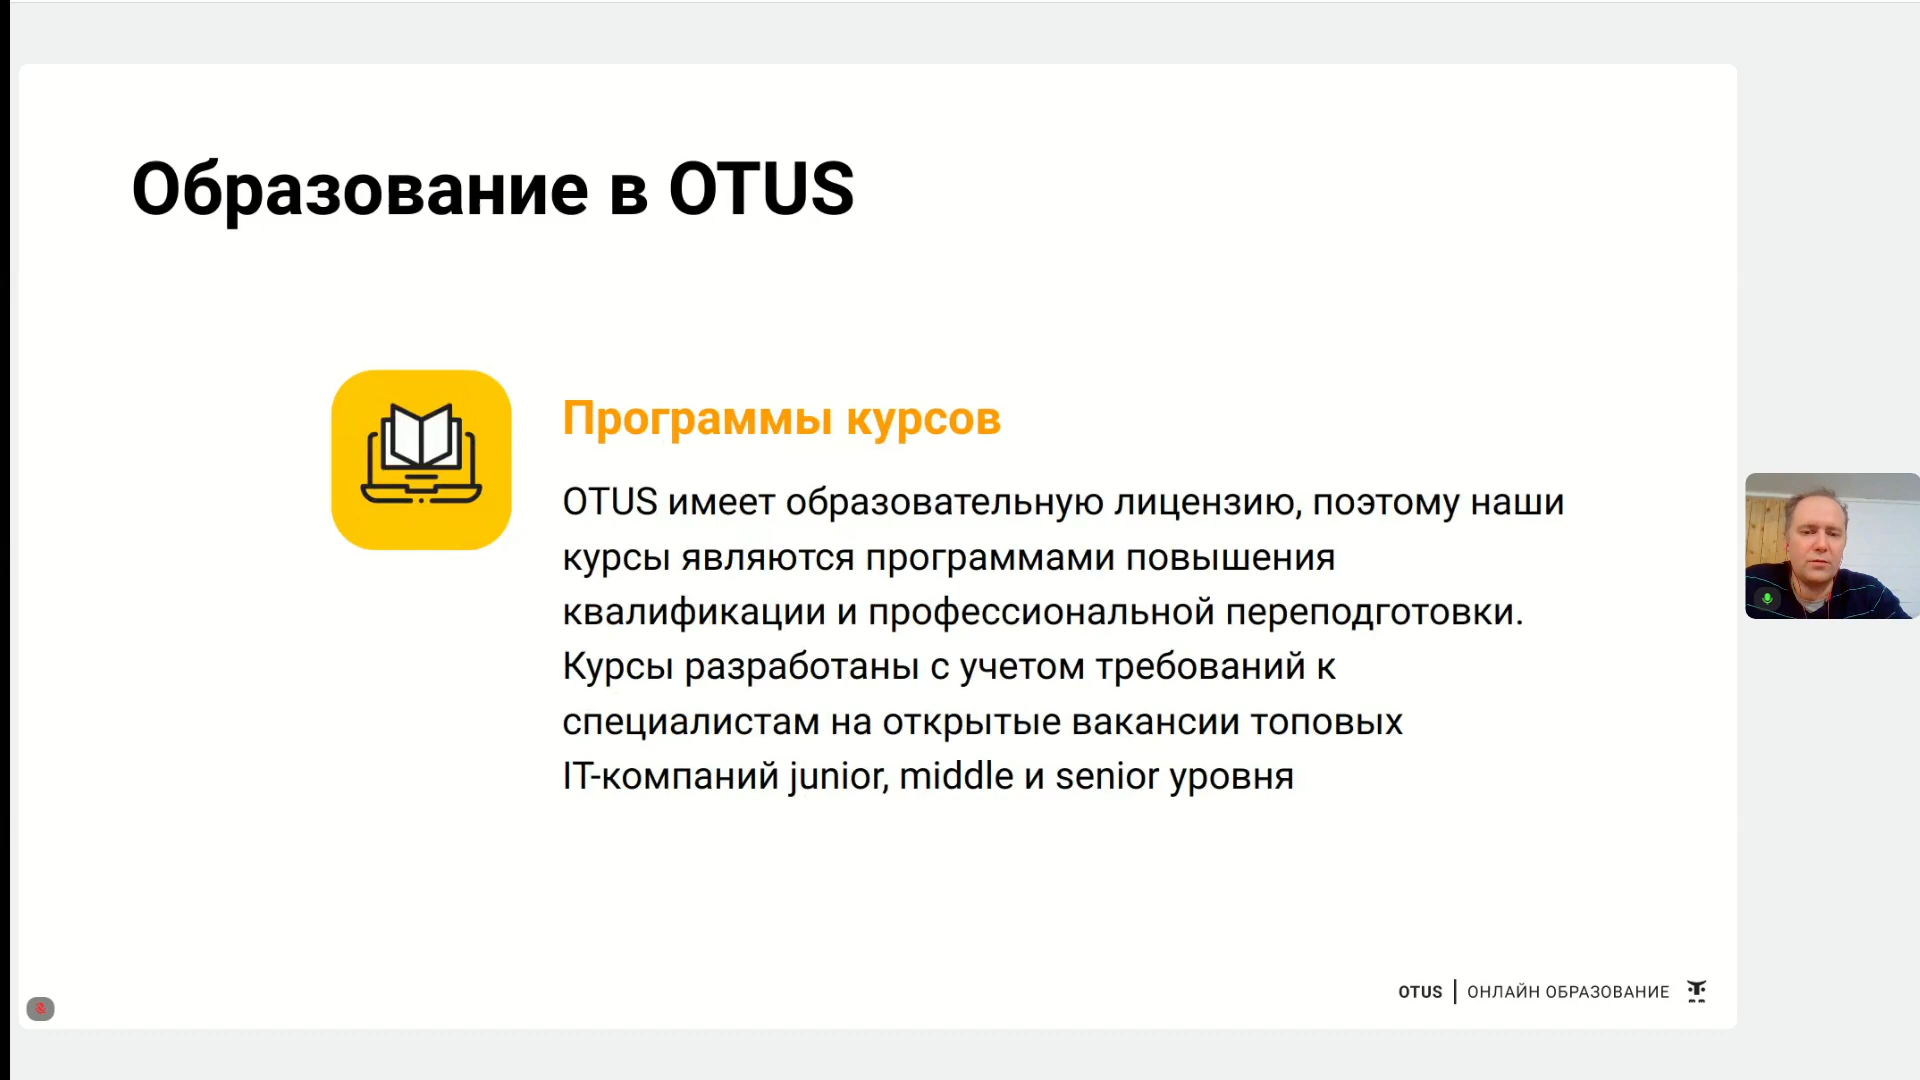 Образование в OTUS
Программы курсов
OTUS имеет образовательную лицензию, поэтому наши
курсы являются программами повышения
квалификации и профессиональной переподготовки.
Курсы разработаны с учетом требований к
специалистам на открытые вакансии топовых
IT-компаний junior, middle и senior уровня
OTUS | ОНЛАЙН ОБРАЗОВАНИЕ